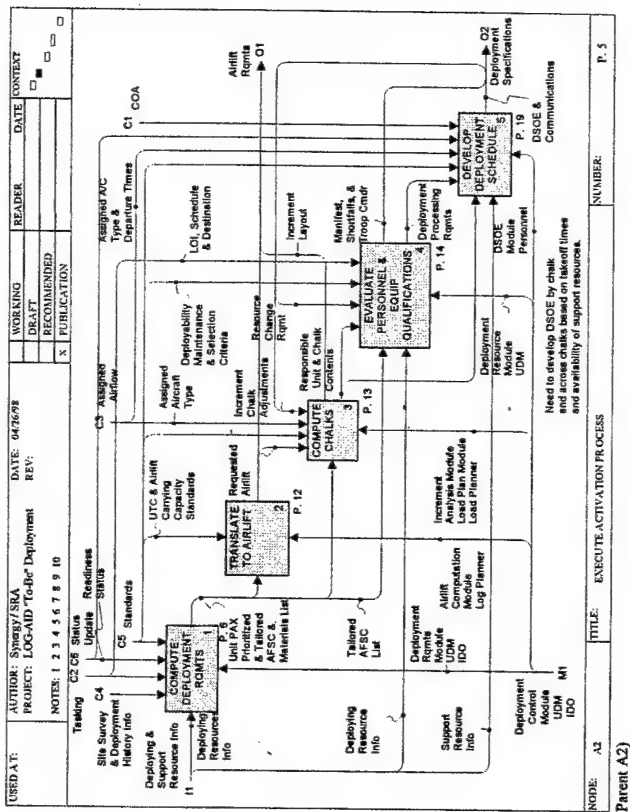 USED AT:
AUTHOR: Synergy/ SRA
PROJECT: LOG-AID "To-Be" Deployment
NOTES: 1 2 3 4 5 6 7 8 9 10
DATE: 04/26/98
REV:
WORKING
DRAFT
RECOMMENDED
X PUBLICATION
READER
DATE
CONTEXT
Tasking
C2
C6 Status
Update
Readiness
Status
C4
Site Survey
& Deployment
History Info
C5 Standards
C3 Assigned
Airflow
C1 COA
Assigned A/C
Type &
Departure Times
LOI, Schedule
& Destination
Deployability
Maintenance
& Selection
Criteria
Assigned
Aircraft
Type
UTC & Airlift
Carrying
Capacity
Standards
Deploying &
Support
Resource Info
I1
Deploying
Resources
Info
COMPUTE
DEPLOYMENT
RQMTS
1
P. 6
Unit PAX
Prioritized
& Tailored
AFSC &
Materials List
TRANSLATE
TO AIRLIFT
2
P. 12
Requested
Airlift
Increment
Chalk
Adjustments
Resource
Change
Rqmt
COMPUTE
CHALKS
3
P. 13
Responsible
Unit & Chalk
Contents
Increment
Layout
Airlift
Rqmts
O1
EVALUATE
PERSONNEL &
EQUIP
QUALIFICATIONS
4
P. 14
Manifest,
Shortfalls, &
Troop Cmdr
Deployment
Processing
Rqmts
DEVELOP
DEPLOYMENT
SCHEDULE
5
P. 19
O2
Deployment
Specifications
DSOE &
Communications
DSOE
Module
Personnel
Tailored
AFSC
List
Deploying
Resource
Info
Support
Resource
Info
Deployment
Rqmts
Module
UDM
IDO
Airlift
Computation
Module
Log Planner
Increment
Analysis Module
Load Plan Module
Load Planner
Deployment
Resource
Module
UDM
Deployment
Control
Module
UDM
IDO
M1
Need to develop DSOE by chalk
and across chalks based on takeoff times
and availability of support resources.
NODE: A2
TITLE: EXECUTE ACTIVATION PROCESS
NUMBER:
P. 5
Parent A2)